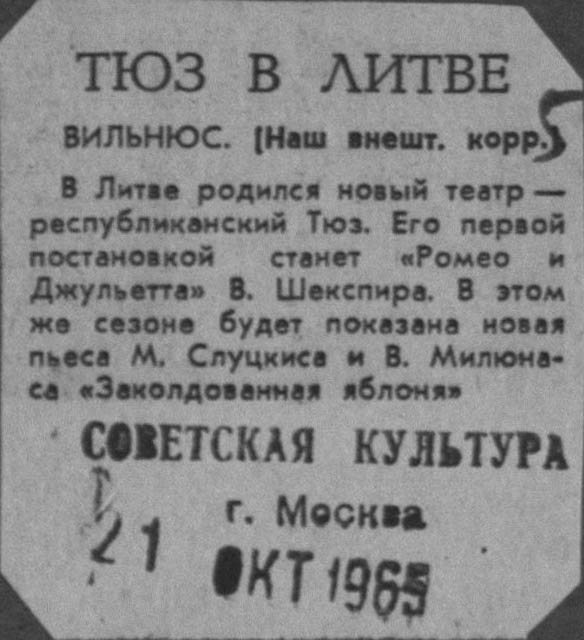 ТЮЗ В ЛИТВЕ
ВИЛЬНЮС. (Наш внешт. корр.)
В Литве родился новый театр —
республиканский Тюз. Его первой
постановкой станет «Ромео и
Джульетта» В. Шекспира. В этом
же сезоне будет показана новая
пьеса М. Слуцкиса и В. Милюна-
са «Заколдованная яблоня»
СОВЕТСКАЯ КУЛЬТУРА
г. Москва
21 ОКТ 1965